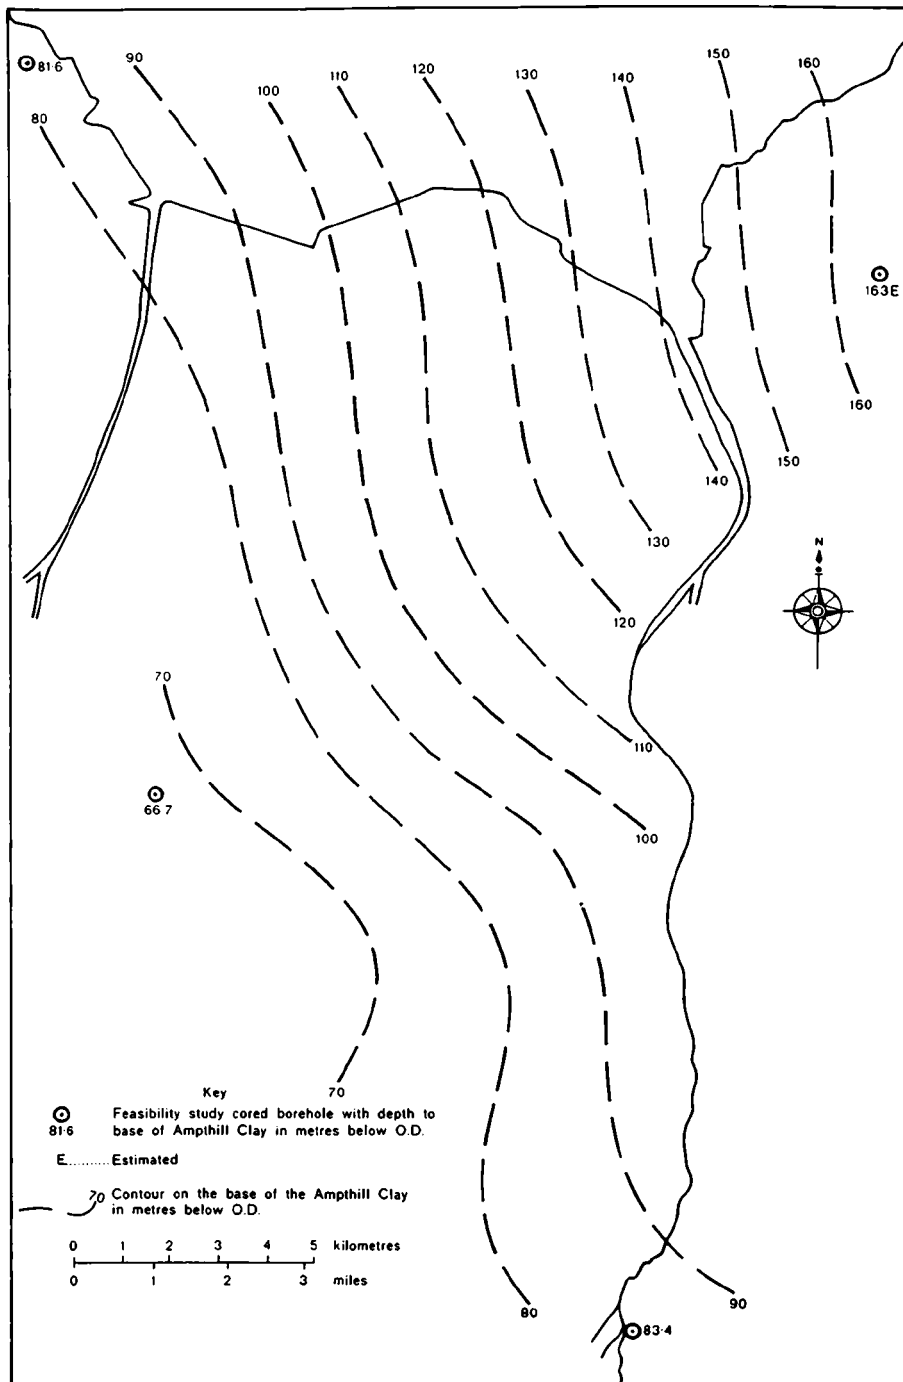 90
100
110
120
130
140
150
160
81·6
80
163E
160
150
140
130
N
120
70
110
66 7
100
Key
70
Feasibility study cored borehole with depth to
81·6 base of Ampthill Clay in metres below O.D.
E.......... Estimated
70 Contour on the base of the Ampthill Clay
in metres below O.D.
0 1 2 3 4 5 kilometres
0 1 2 3 miles
80
90
83·4